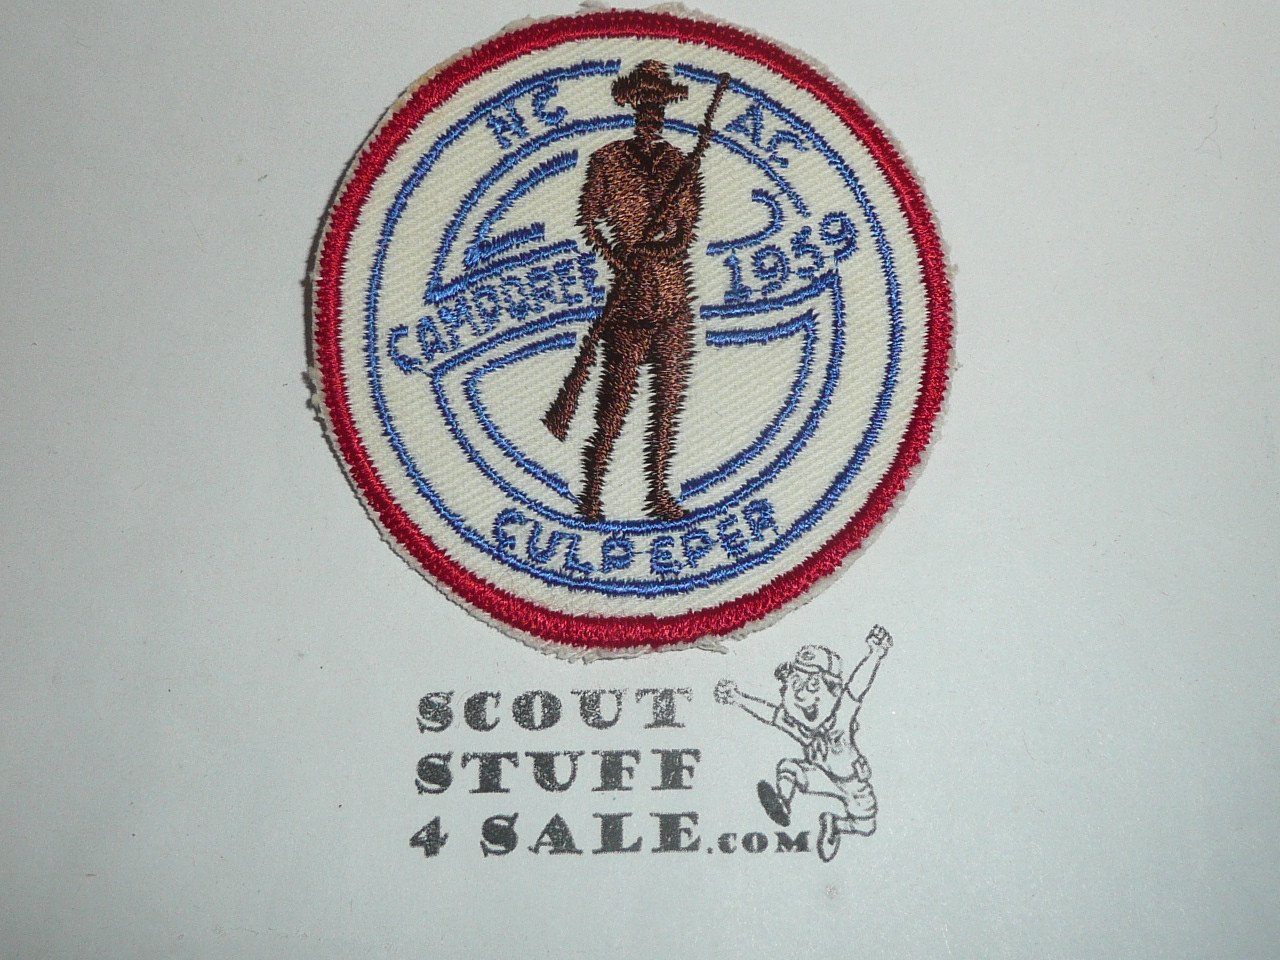 NC AC
CAMPOREE 1959
CULPEPER
SCOUT
STUFF
4 SALE.COM